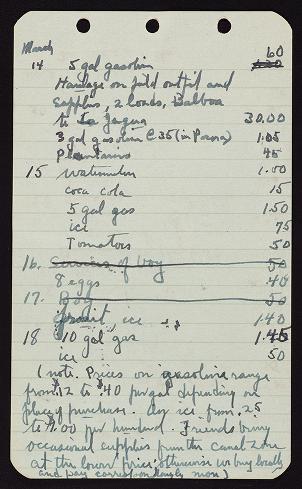 March
60
14 5 gal gasolin 1.20
Haulage on field outfit and
supplies, 2 loads, Balboa
to La Jagua 30.00
3 gal gasolin @ 35 (in Pacora) 1.05
Plantains 45
15 Watermelon 1.00
coca cola 15
5 gal gas 1.50
ice 75
Tomatoes 50
16. Services of boy 50
8 eggs 40
17. Boy 50
fruit, ice 1.40
18 10 gal gas 1.45
ice 50
(note. Prices on gasoline range
from 12 to $40 per gal depending on
place of purchase. Also ice from .25
to 1.00 per hundred. Friends bring
occasional supplies from the Canal Zone
at the lower price; otherwise we buy locally
and pay correspondingly more)